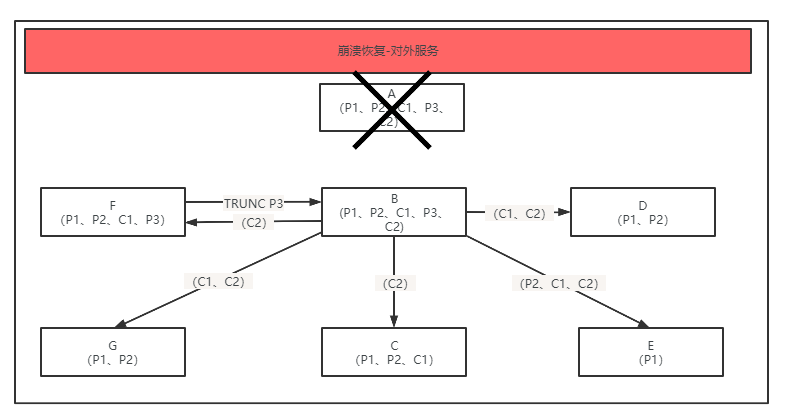 崩溃恢复-对外服务
A
（P1、P2、C1、P3、
C2）
F
（P1、P2、C1、P3）
TRUNC P3
（C2）
B
（P1、P2、C1、P3、
C2）
（C1、C2）
D
（P1、P2）
（C1、C2）
（C2）
（P2、C1、C2）
G
（P1、P2）
C
（P1、P2、C1）
E
（P1）